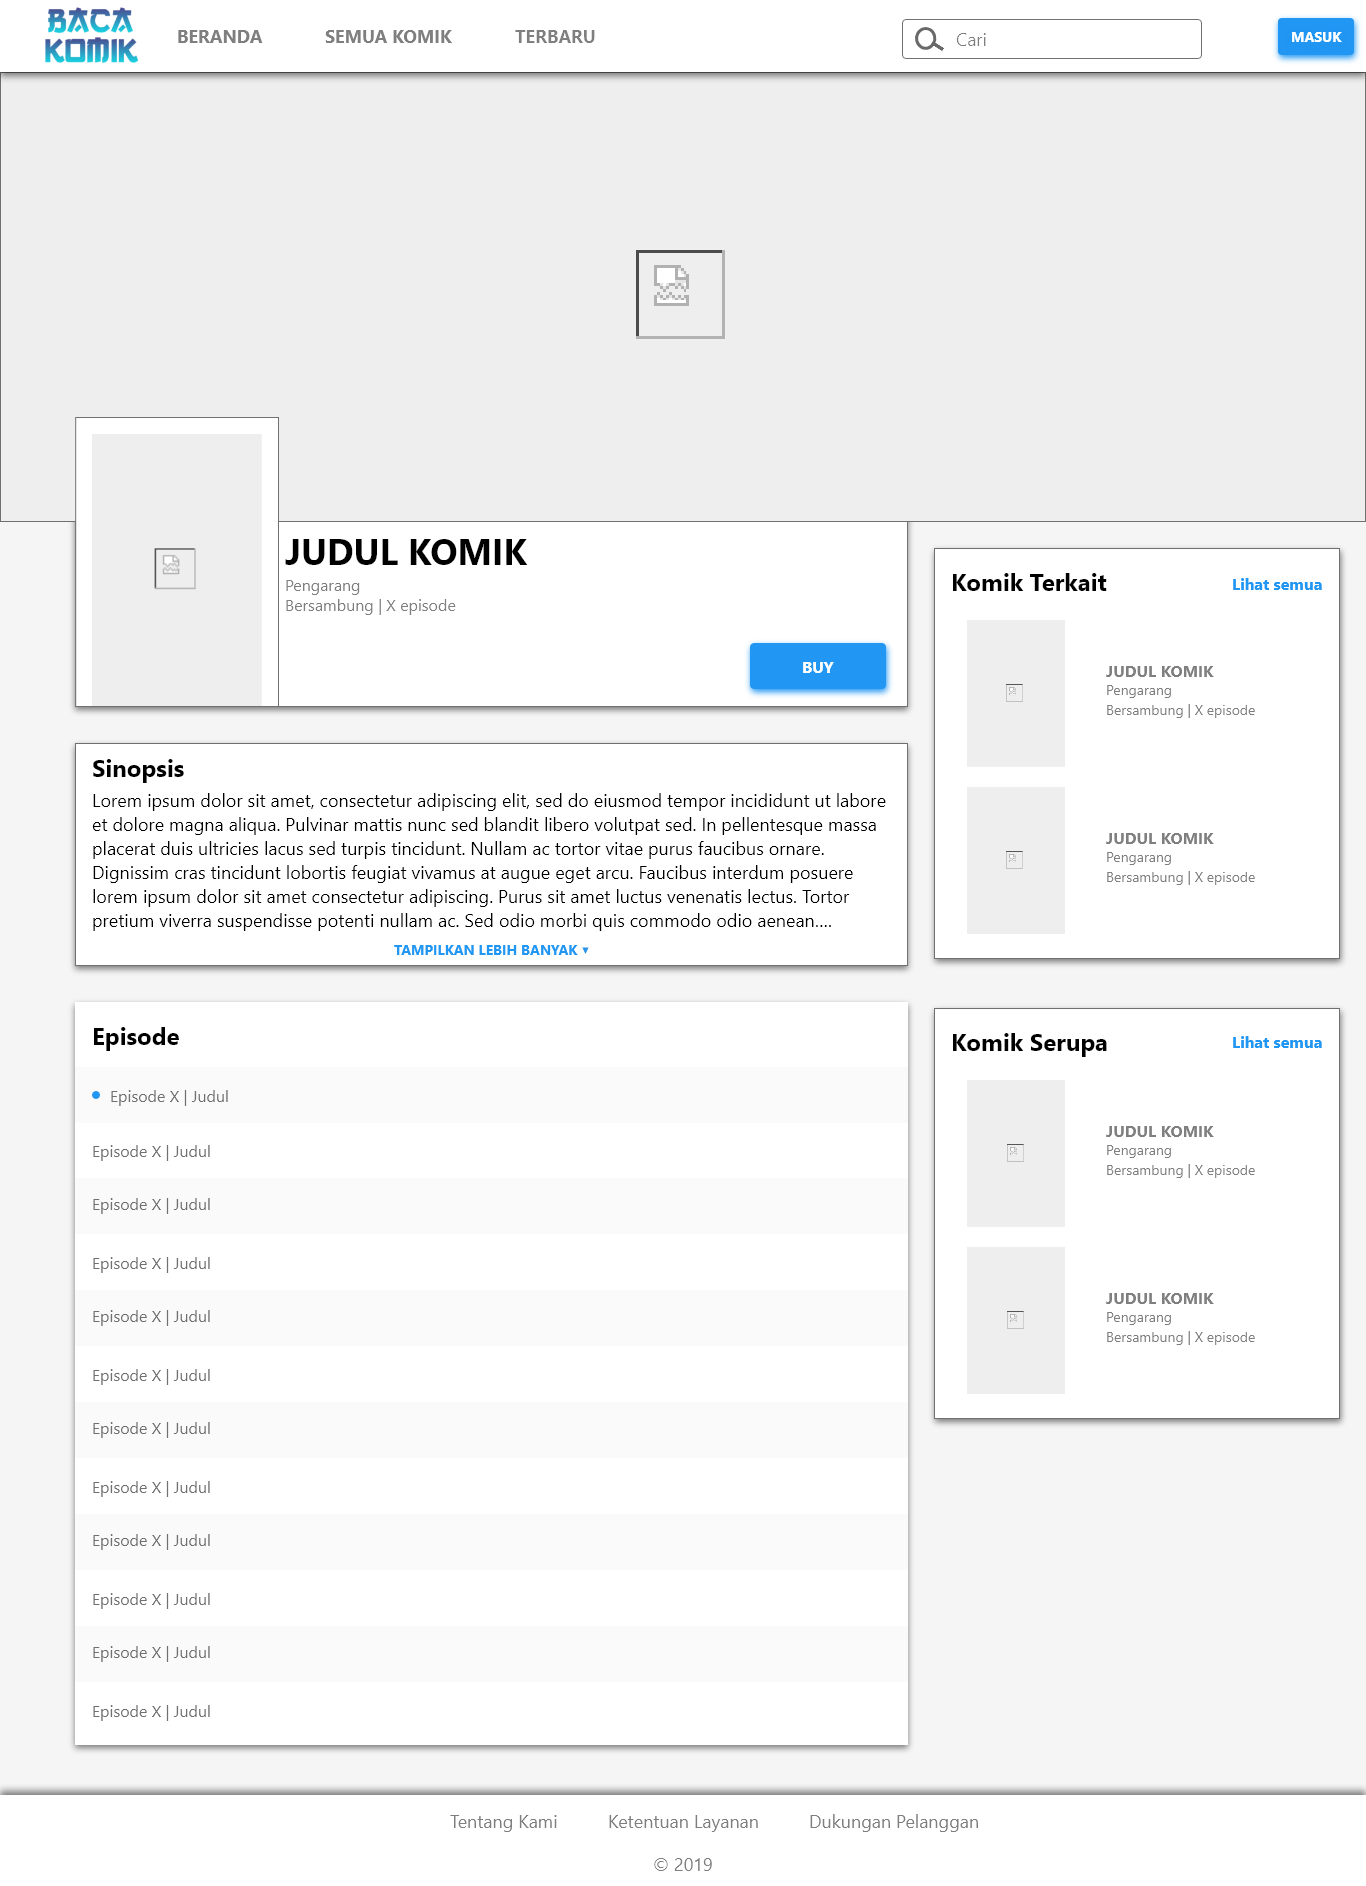 BACA
KOMIK
BERANDA
SEMUA KOMIK
TERBARU
Cari
MASUK
JUDUL KOMIK
Pengarang
Bersambung | X episode
BUY
Sinopsis
Lorem ipsum dolor sit amet, consectetur adipiscing elit, sed do eiusmod tempor incididunt ut labore
et dolore magna aliqua. Pulvinar mattis nunc sed blandit libero volutpat sed. In pellentesque massa
placerat duis ultricies lacus sed turpis tincidunt. Nullam ac tortor vitae purus faucibus ornare.
Dignissim cras tincidunt lobortis feugiat vivamus at augue eget arcu. Faucibus interdum posuere
lorem ipsum dolor sit amet consectetur adipiscing. Purus sit amet luctus venenatis lectus. Tortor
pretium viverra suspendisse potenti nullam ac. Sed odio morbi quis commodo odio aenean....
TAMPILKAN LEBIH BANYAK ▼
Episode
Episode X | Judul
Episode X | Judul
Episode X | Judul
Episode X | Judul
Episode X | Judul
Episode X | Judul
Episode X | Judul
Episode X | Judul
Episode X | Judul
Episode X | Judul
Episode X | Judul
Episode X | Judul
Komik Terkait
Lihat semua
JUDUL KOMIK
Pengarang
Bersambung | X episode
JUDUL KOMIK
Pengarang
Bersambung | X episode
Komik Serupa
Lihat semua
JUDUL KOMIK
Pengarang
Bersambung | X episode
JUDUL KOMIK
Pengarang
Bersambung | X episode
Tentang Kami
Ketentuan Layanan
Dukungan Pelanggan
© 2019